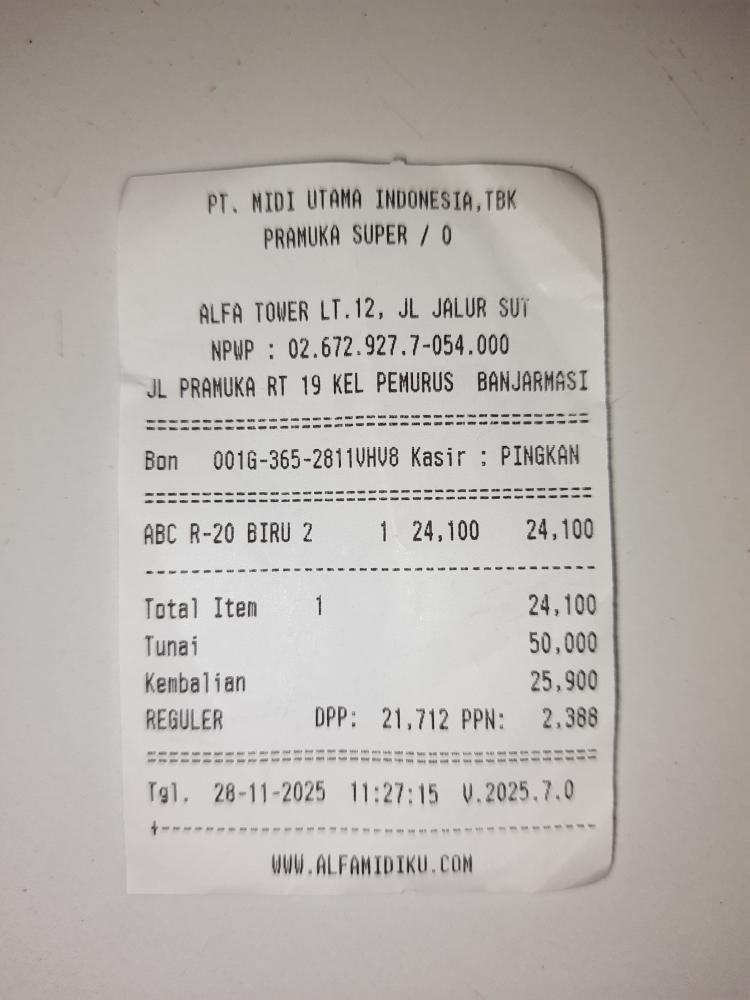 PT. MIDI UTAMA INDONESIA,TBK
PRAMUKA SUPER / 0
ALFA TOWER LT.12, JL JALUR SUT
NPWP : 02.672.927.7-054.000
JL PRAMUKA RT 19 KEL PEMURUS BANJARMASI
Bon 001G-365-2811VHV8 Kasir : PINGKAN
ABC R-20 BIRU 2 1 24,100 24,100
Total Item 1 24,100
Tunai 50,000
Kembalian 25,900
REGULER DPP: 21,712 PPN: 2,388
Tgl. 28-11-2025 11:27:15 V.2025.7.0
WWW.ALFAMIDIKU.COM